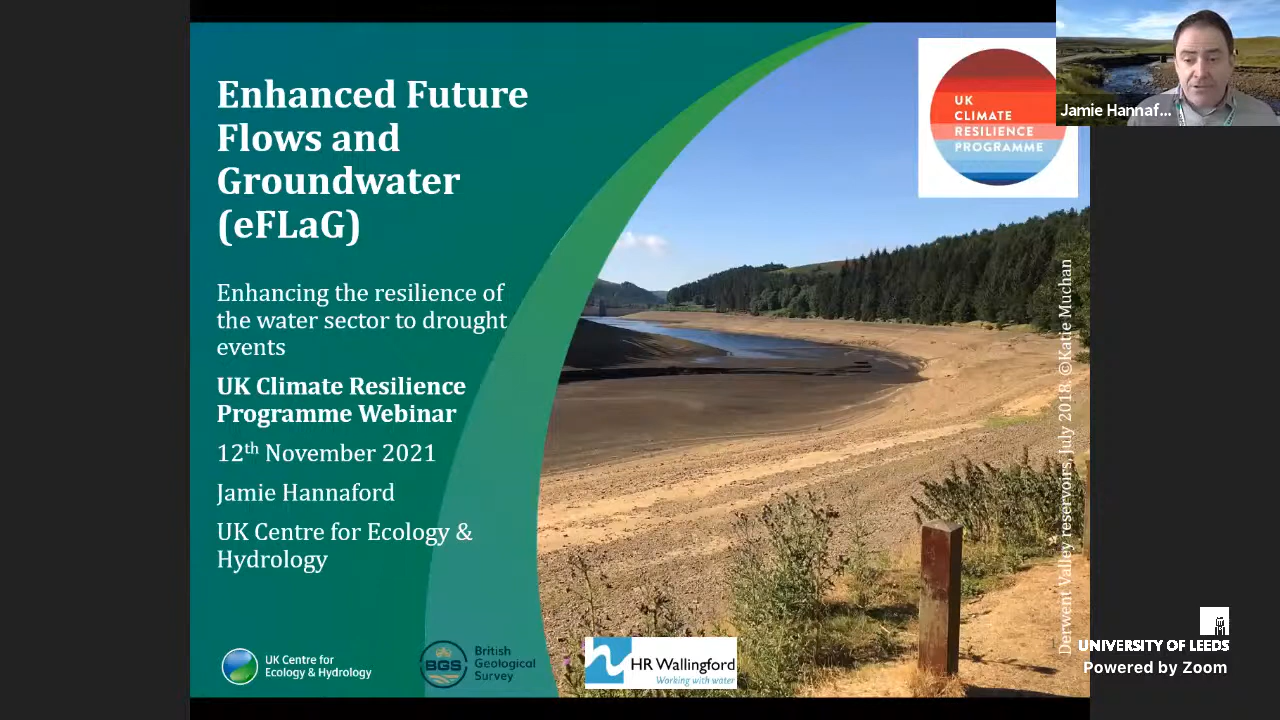 Enhanced Future
Flows and
Groundwater
(eFLaG)
Enhancing the resilience of
the water sector to drought
events
UK Climate Resilience
Programme Webinar
12th November 2021
Jamie Hannaford
UK Centre for Ecology &
Hydrology
UK Centre for
Ecology & Hydrology
BGS
British
Geological
Survey
HR Wallingford
Working with water
UK
CLIMATE
RESILIENCE
PROGRAMME
Jamie Hannaf...
Derwent Valley reservoirs, July 2018. ©Katie Muchan
UNIVERSITY OF LEEDS
Powered by Zoom